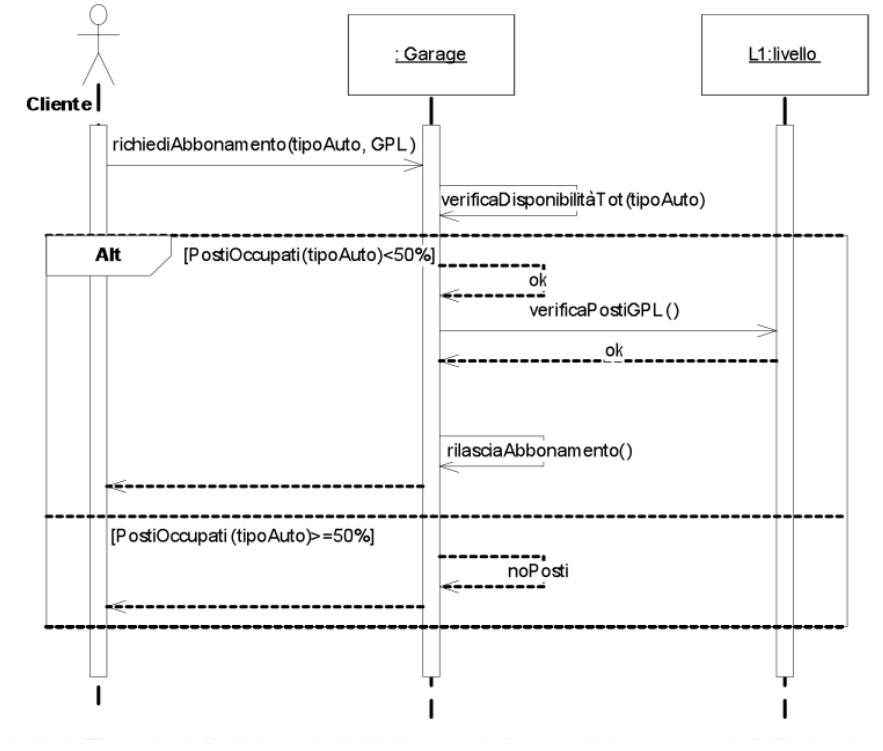 : Garage
L1:livello
Cliente
richiediAbbonamento(tipoAuto, GPL)
verificaDisponibilitàTot(tipoAuto)
Alt
[PostiOccupati(tipoAuto)<50%]
ok
verificaPostiGPL()
ok
rilasciaAbbonamento()
[PostiOccupati (tipoAuto)>=50%]
noPosti